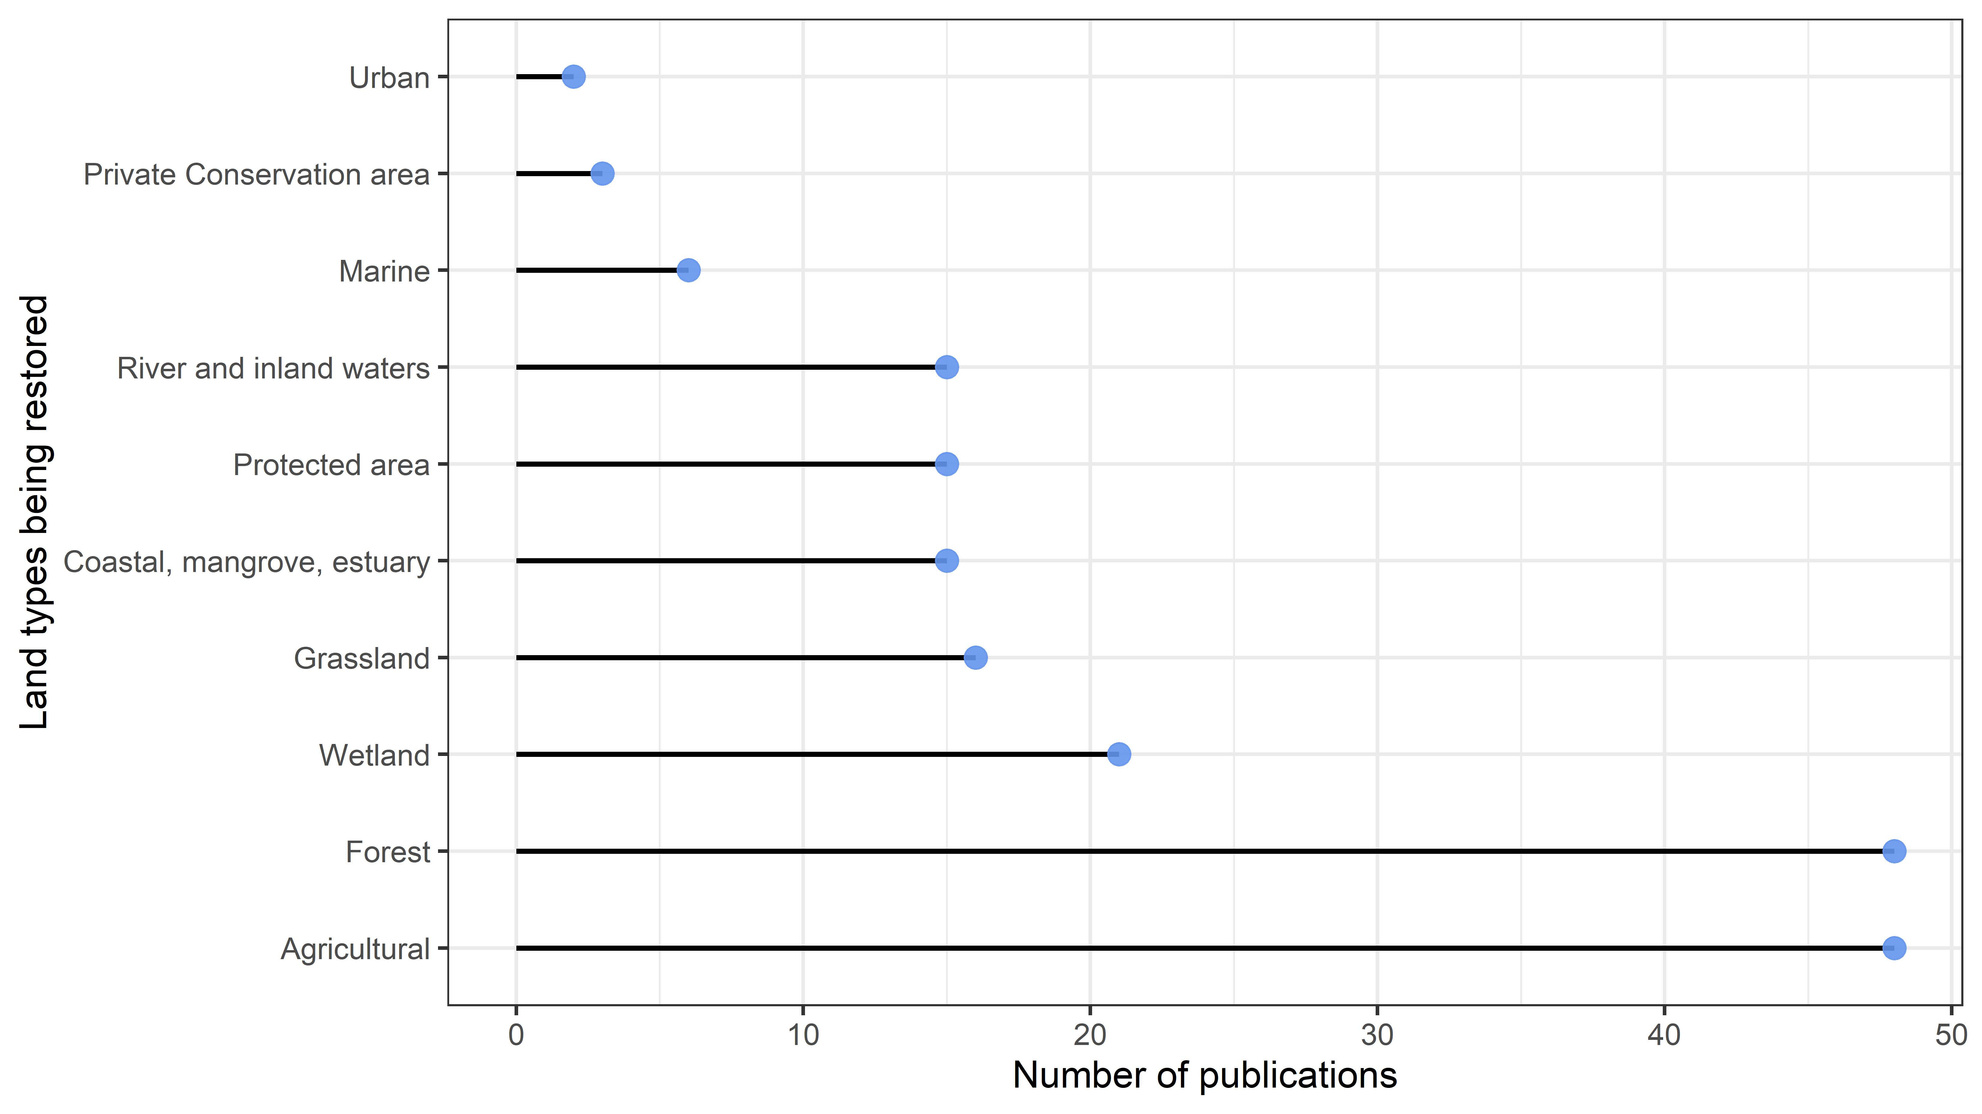 Urban
Private Conservation area
Marine
River and inland waters
Protected area
Coastal, mangrove, estuary
Grassland
Wetland
Forest
Agricultural
Land types being restored
0 10 20 30 40 50
Number of publications